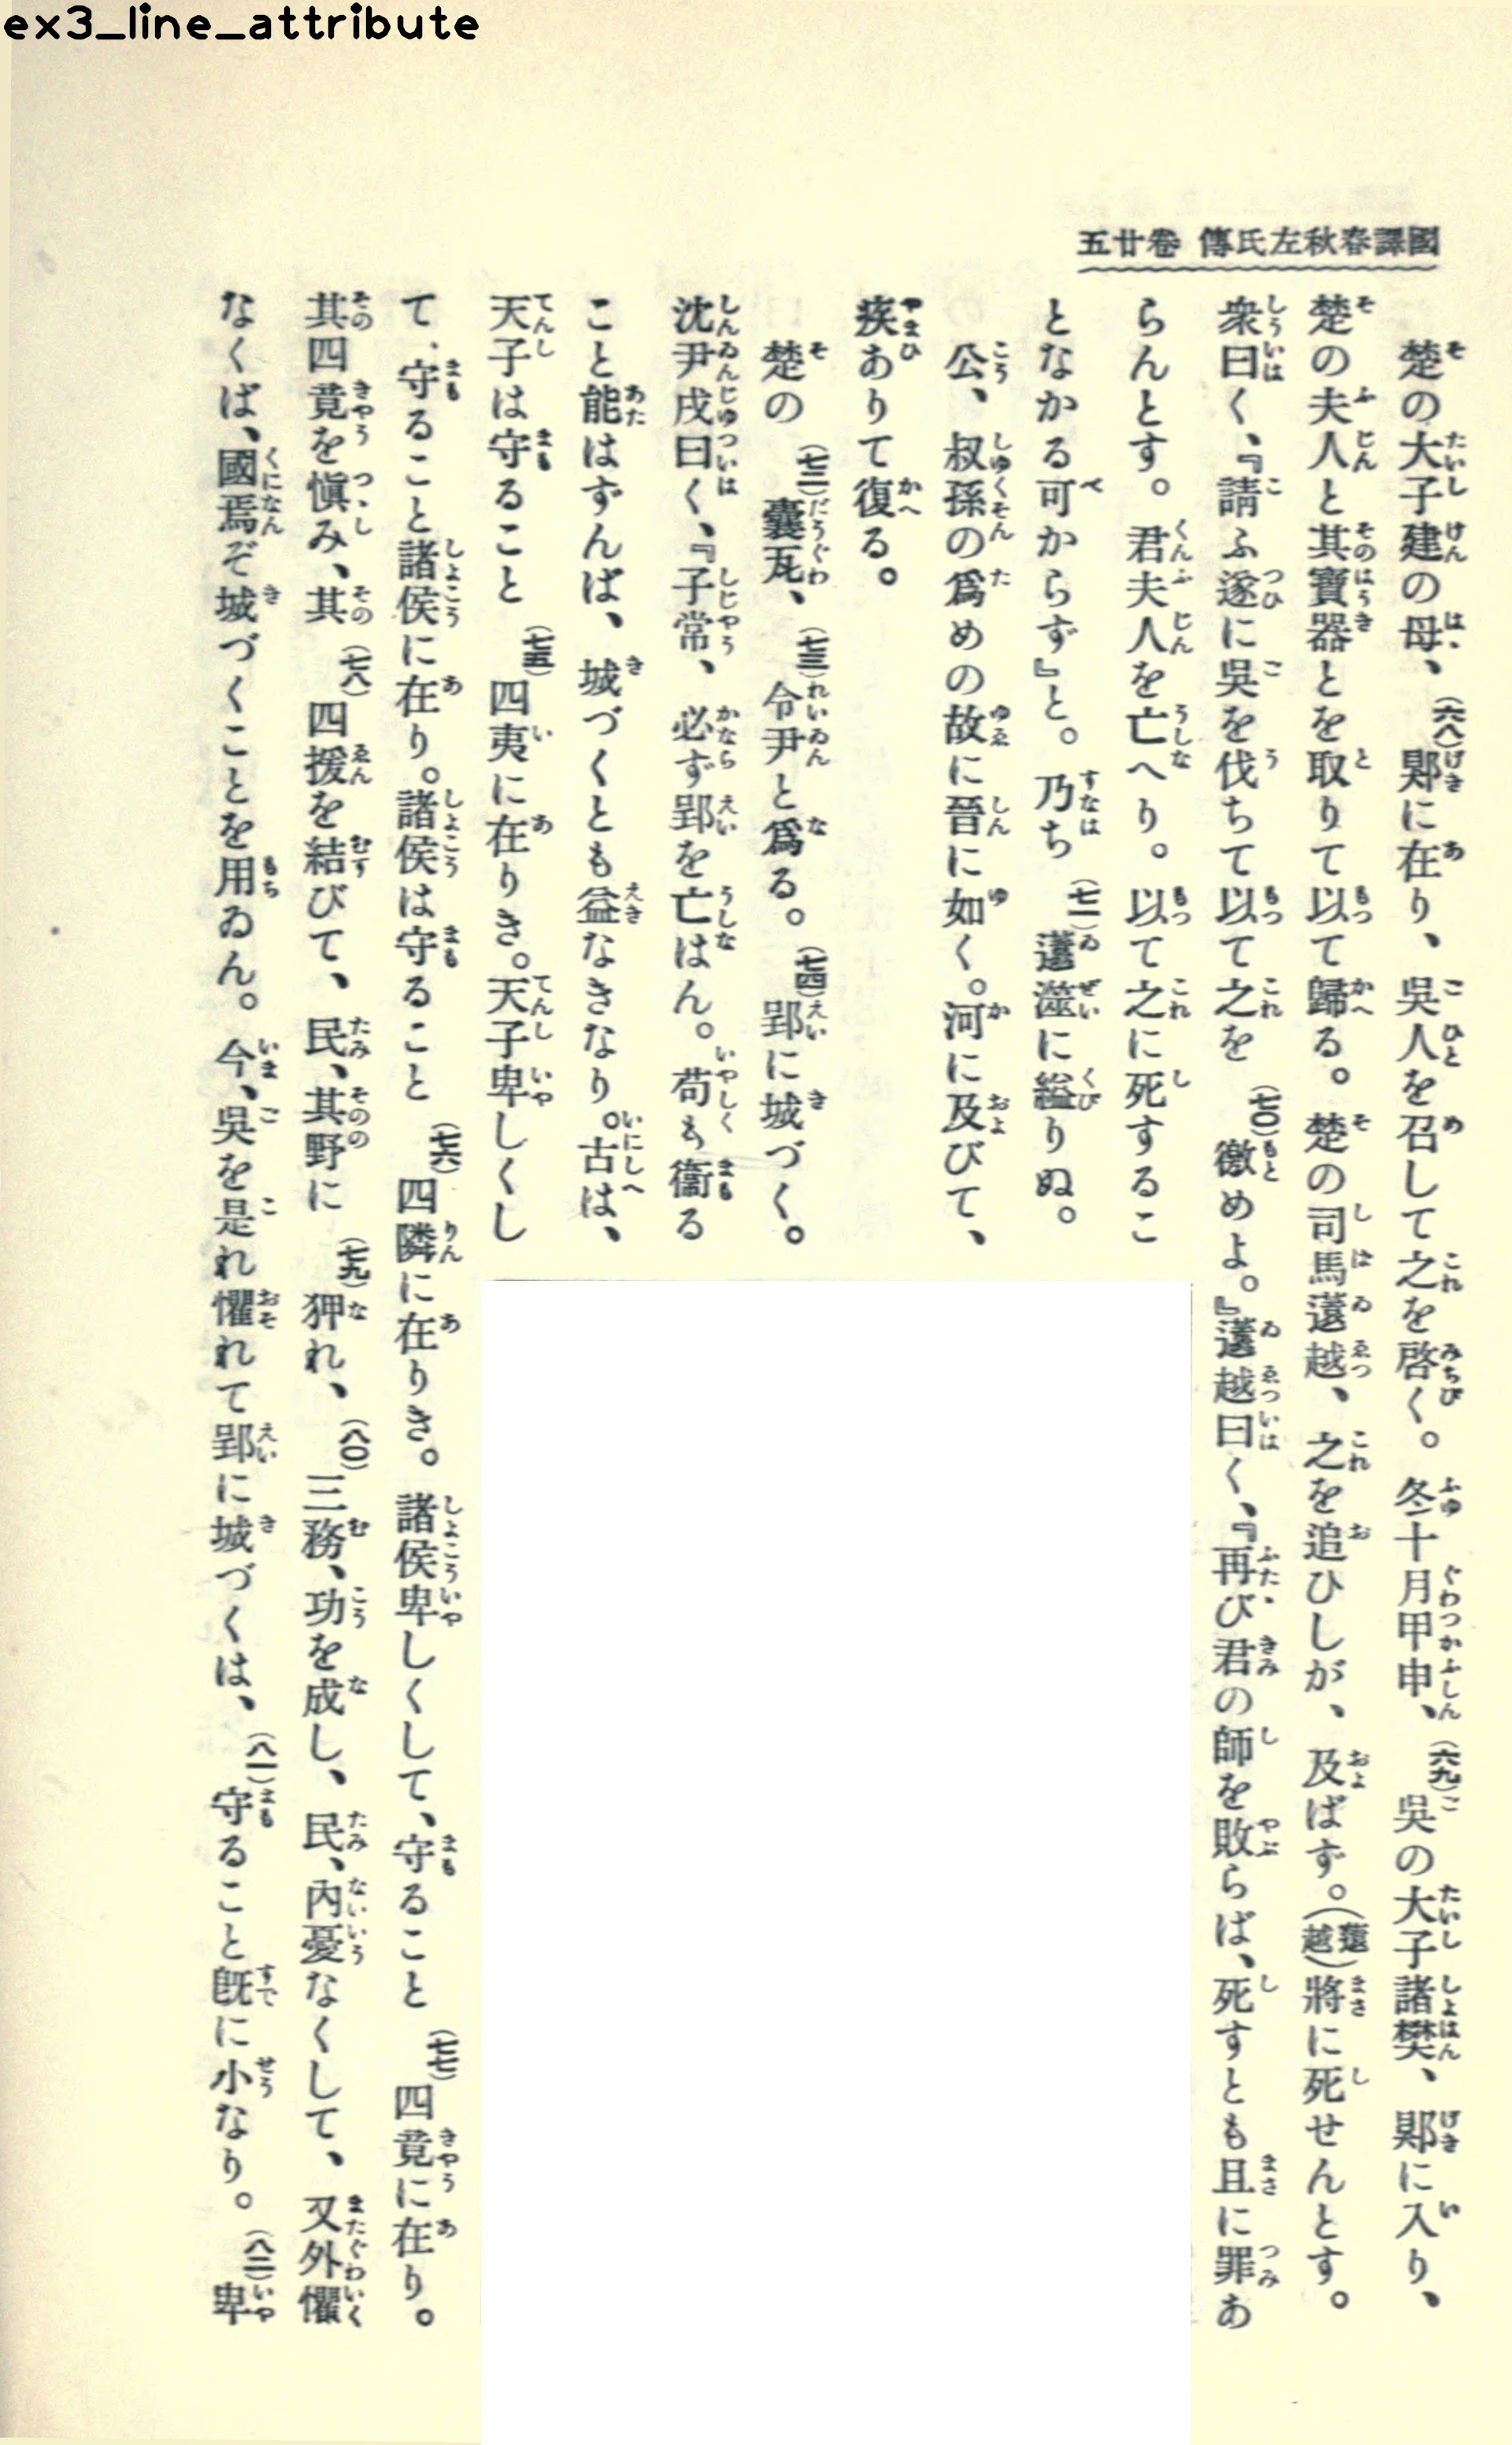 ex3_line_attribute
國譯春秋左氏傳 卷廿五
楚の大子建の母、(六八)郹に在り、吳人を召して之を啓く。冬十月甲申、(六九)吳の大子諸樊、郹に入り、
楚の夫人と其寶器とを取りて以て歸る。楚の司馬薳越、之を追ひしが、及ばず。(薳越)將に死せんとす。
衆曰く、『請ふ遂に吳を伐ちて以て之を(七〇)徼めよ。』薳越曰く、『再び君の師を敗らば、死すとも且に罪あ
らんとす。君夫人を亡へり。以て之に死するこ
となかる可からず』と。乃ち(七一)薳澨に縊りぬ。
公、叔孫の爲めの故に晉に如く。河に及びて、
疾ありて復る。
楚の(七二)囊瓦、(七三)令尹と爲る。(七四)郢に城づく。
沈尹戌曰く、『子常、必ず郢を亡はん。苟も衞る
こと能はずんば、城づくとも益なきなり。古は、
天子は守ること(七五)四夷に在りき。天子卑しくし
て、守ること諸侯に在り。諸侯は守ること(七六)四隣に在りき。諸侯卑しくして、守ること(七七)四竟に在り。
其四竟を愼み、其(七八)四援を結びて、民、其野に(七九)狎れ、(八〇)三務、功を成し、民、內憂なくして、又外懼
なくば、國焉ぞ城づくことを用ゐん。今、吳を是れ懼れて郢に城づくは、(八一)守ること旣に小なり。(八二)卑